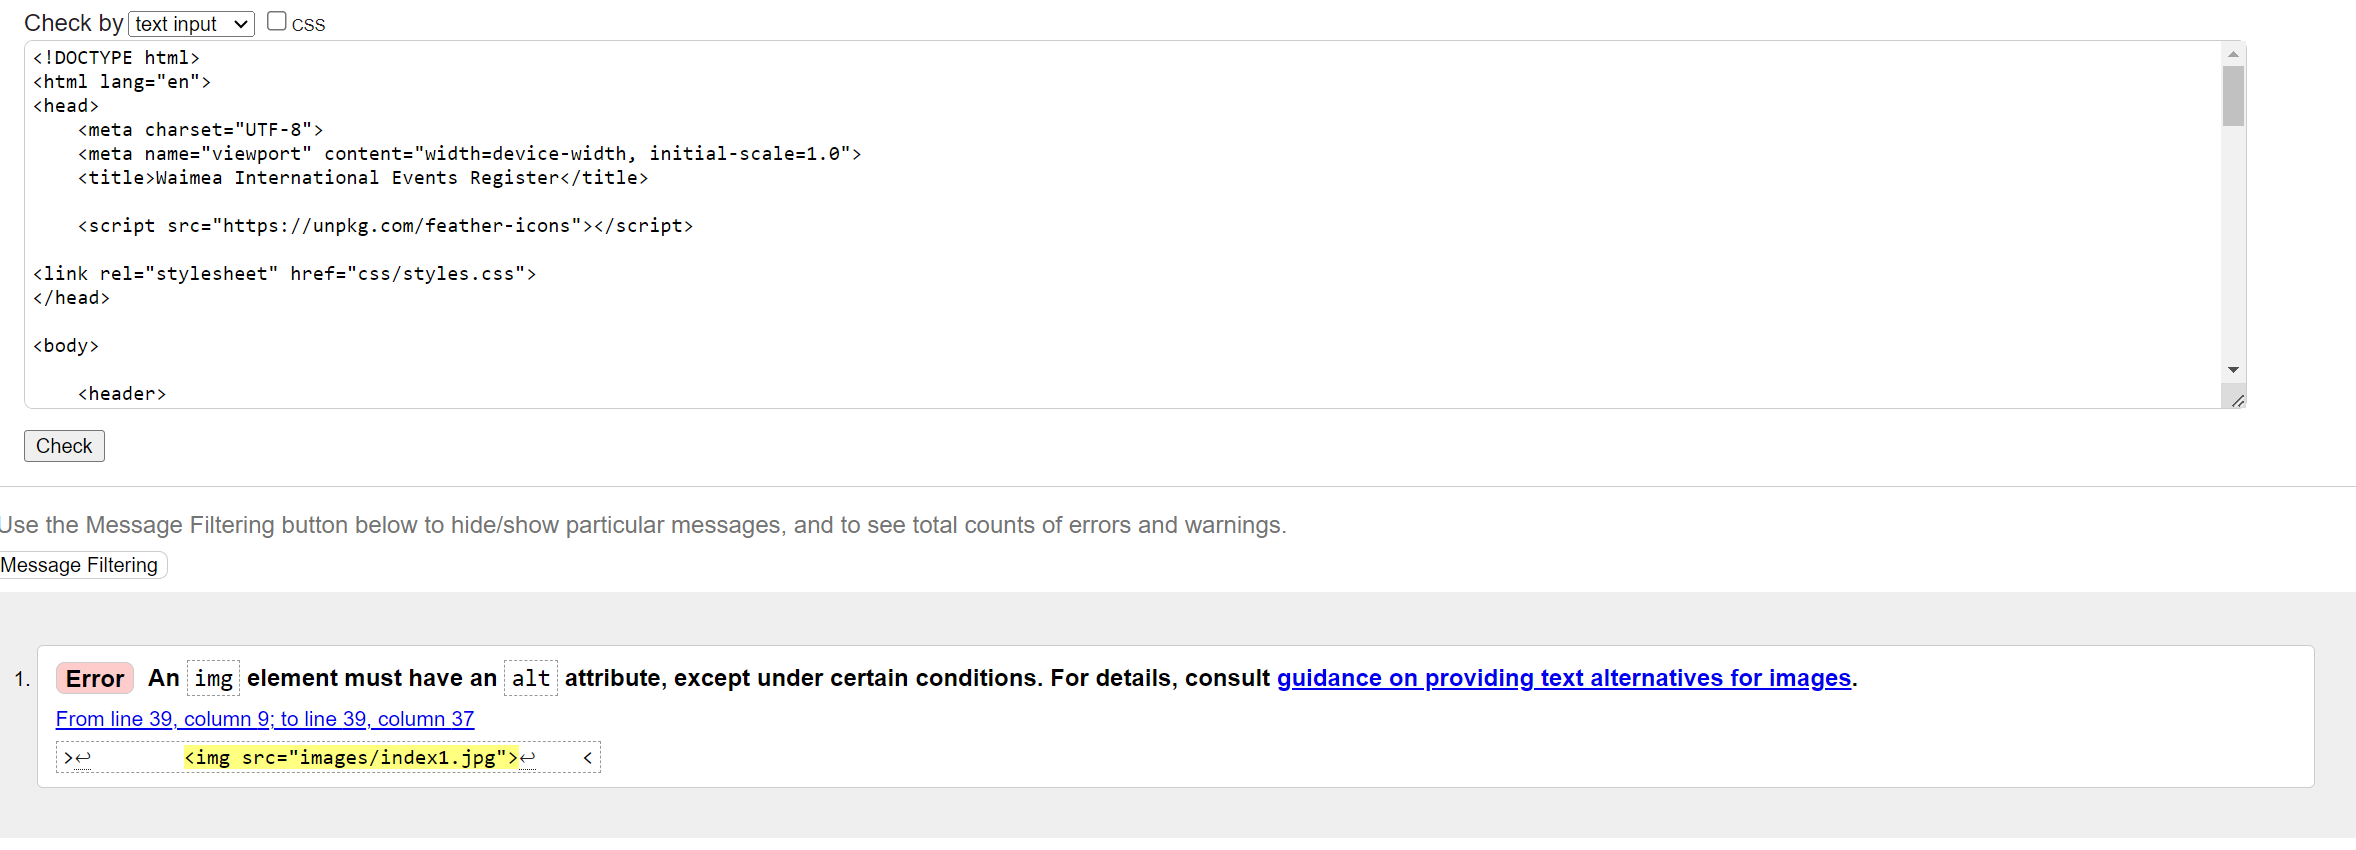 Check by text input CSS
<!DOCTYPE html>
<html lang="en">
<head>
    <meta charset="UTF-8">
    <meta name="viewport" content="width=device-width, initial-scale=1.0">
    <title>Waimea International Events Register</title>
    <script src="https://unpkg.com/feather-icons"></script>
<link rel="stylesheet" href="css/styles.css">
</head>
<body>
    <header>
Check
Use the Message Filtering button below to hide/show particular messages, and to see total counts of errors and warnings.
Message Filtering
1. Error An img element must have an alt attribute, except under certain conditions. For details, consult guidance on providing text alternatives for images.
From line 39, column 9; to line 39, column 37
>↩        <img src="images/index1.jpg">↩    <